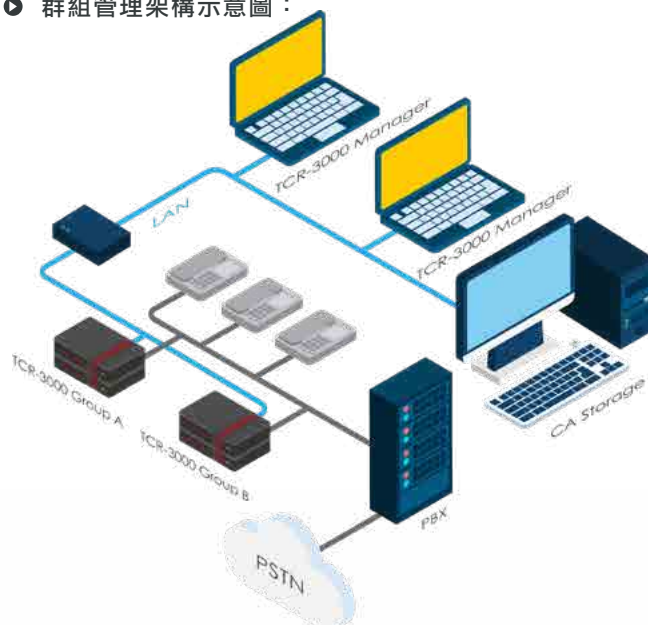 群組管理架構示意圖：
TCR-3000 Manager
TCR-3000 Manager
LAN
TCR-3000 Group A
TCR-3000 Group B
CA Storage
PBX
PSTN